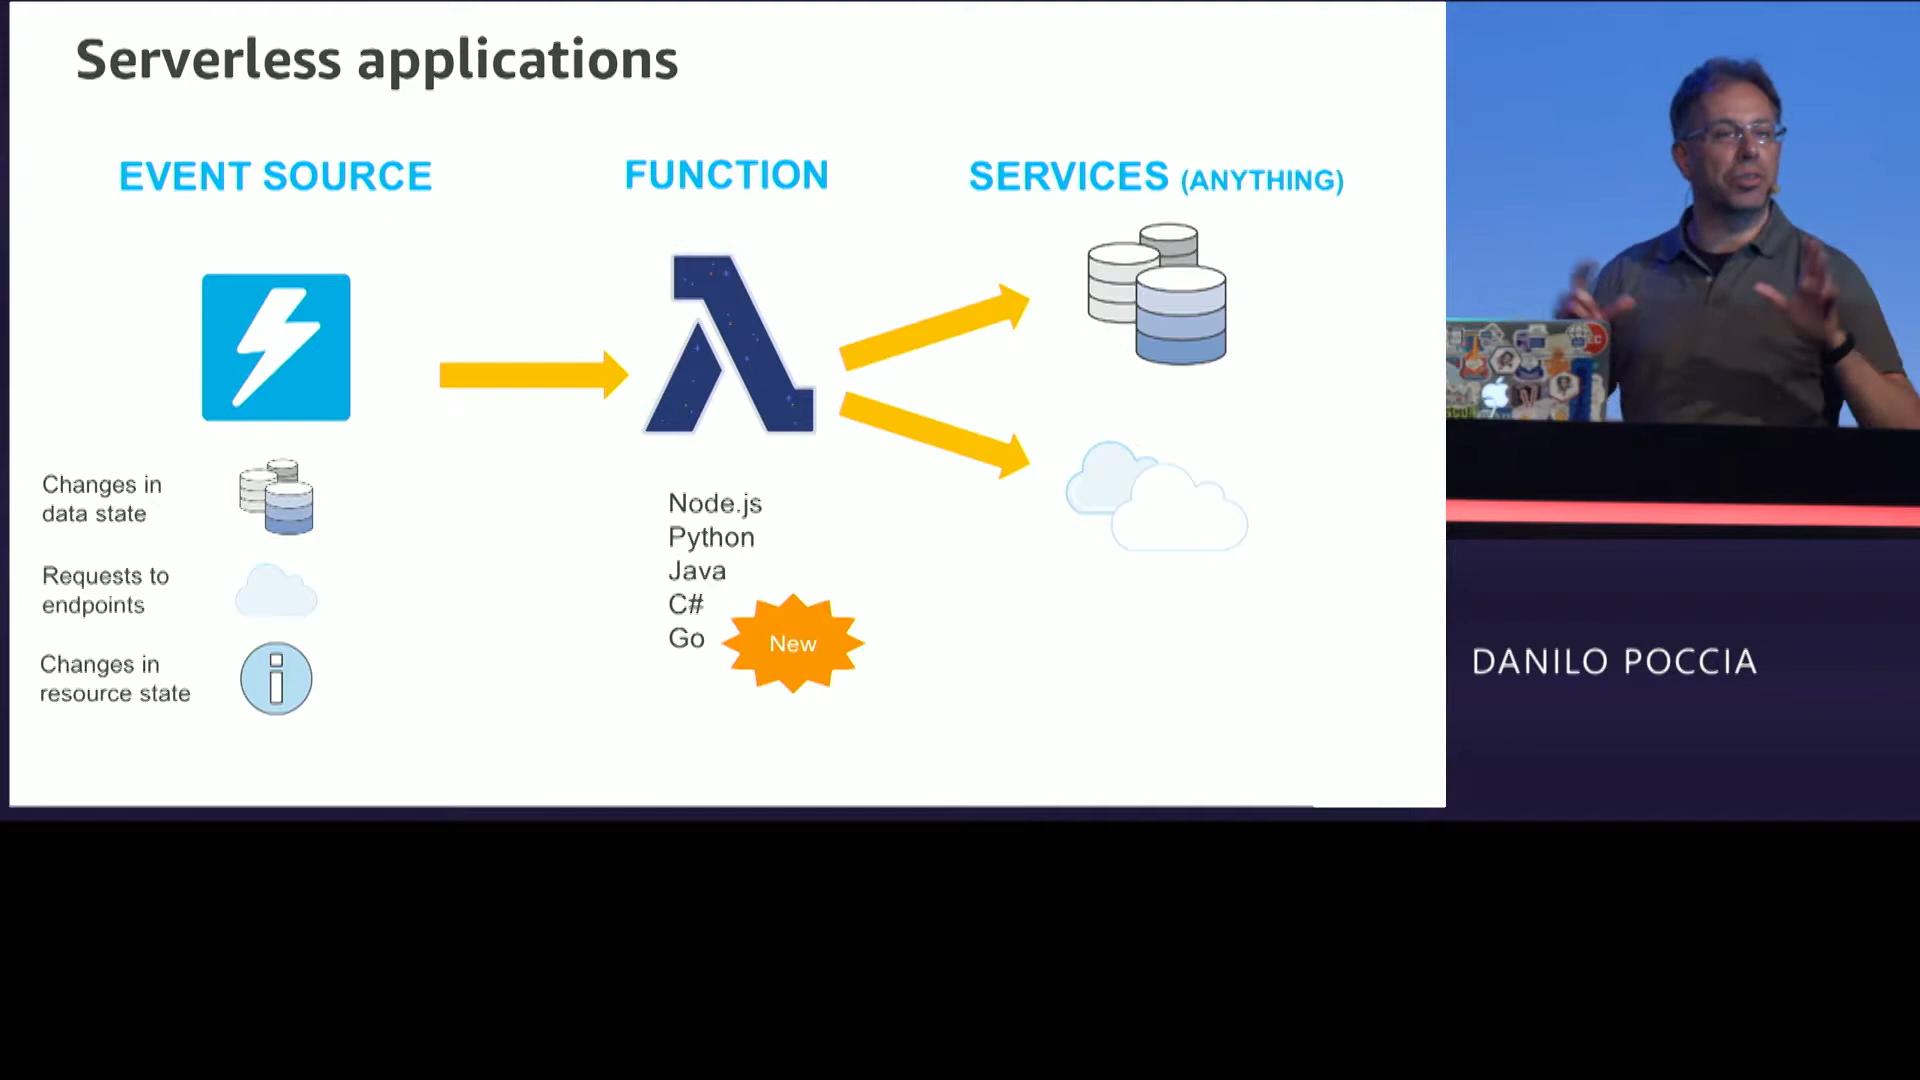 Serverless applications
EVENT SOURCE
FUNCTION
SERVICES (ANYTHING)
Changes in
data state
Requests to
endpoints
Changes in
resource state
Node.js
Python
Java
C#
Go
New
DANILO POCCIA